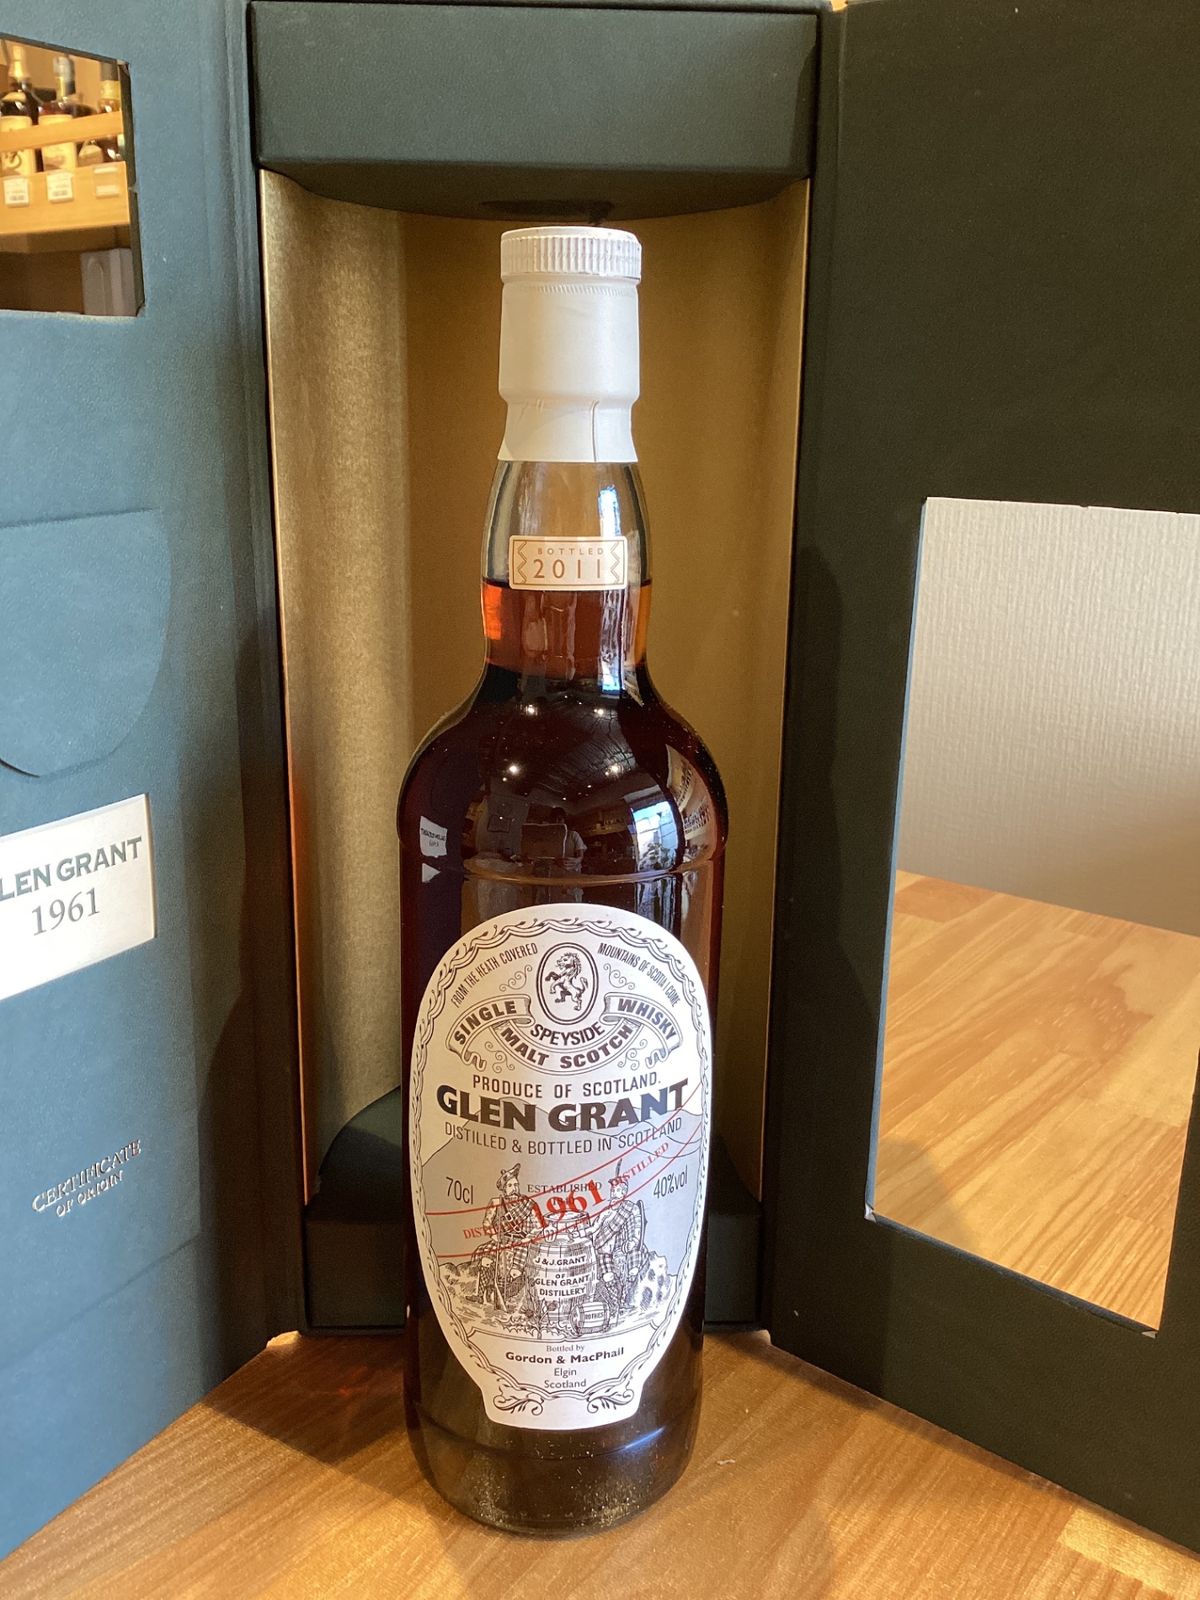 BOTTLED
2011
LEN GRANT
1961
CERTIFICATE
OF ORIGIN
FROM THE HEATH COVERED MOUNTAINS OF SCOTIA I COME
SINGLE SPEYSIDE WHISKY
MALT SCOTCH
PRODUCE OF SCOTLAND.
GLEN GRANT
DISTILLED & BOTTLED IN SCOTLAND
70cl ESTABLISHED 40%vol
1961 DISTILLED
J & J. GRANT
OF
GLEN GRANT
DISTILLERY
ROTHES
Bottled by
Gordon & MacPhail
Elgin
Scotland